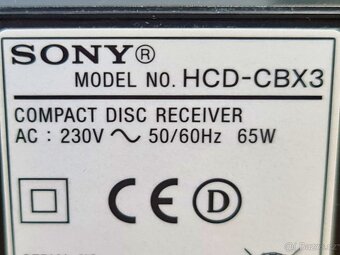 SONY®
MODEL NO. HCD-CBX3
COMPACT DISC RECEIVER
AC : 230V ~ 50/60Hz 65W
CE D